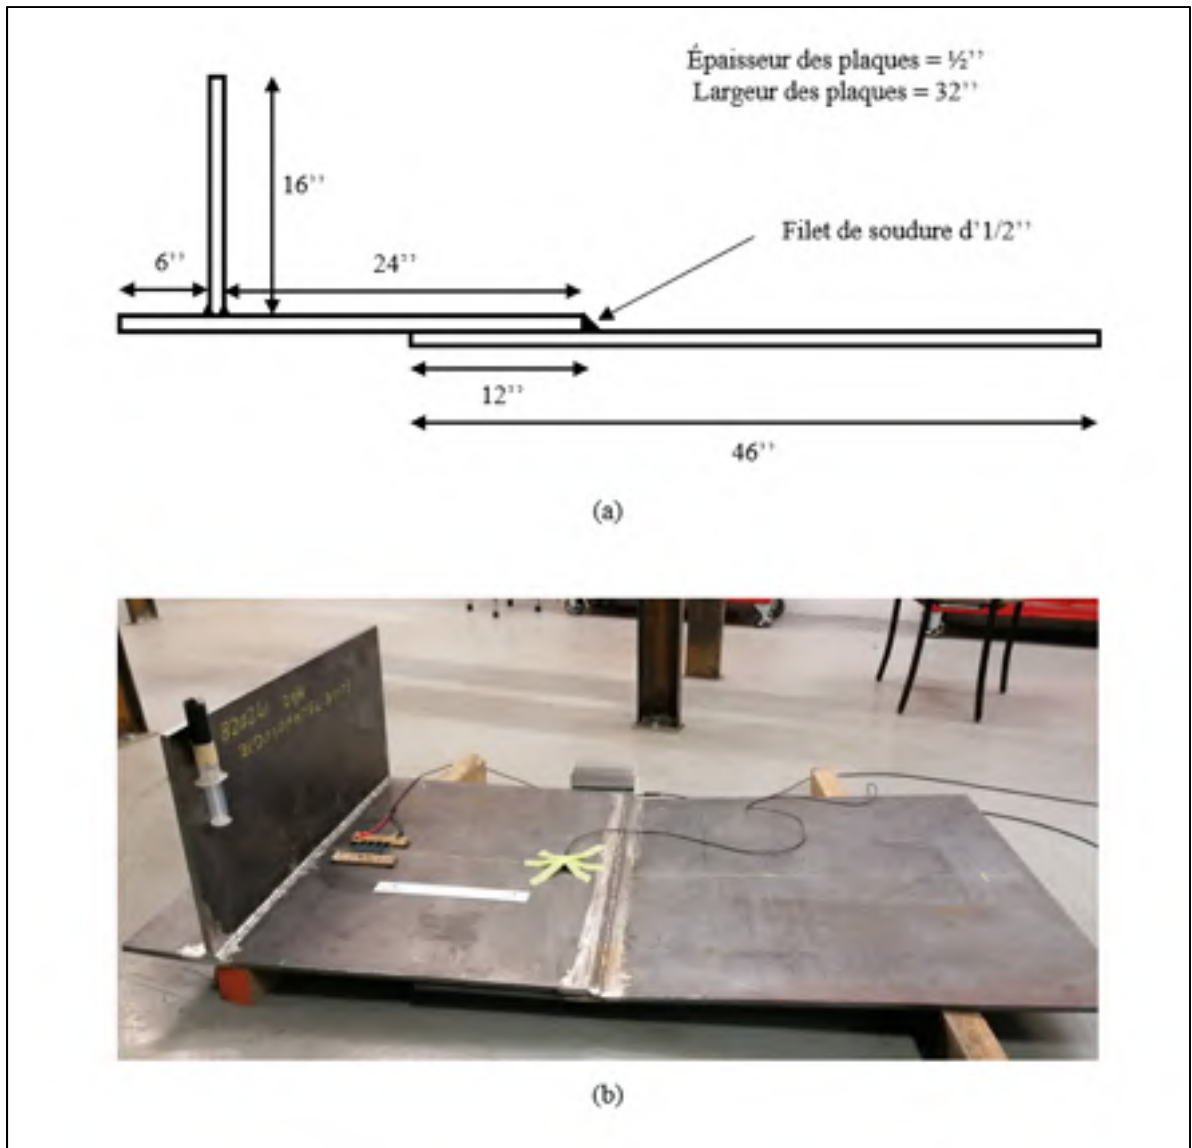 Épaisseur des plaques = ½’’
Largeur des plaques = 32’’
16’’
Filet de soudure d’1/2’’
6’’
24’’
12’’
46’’
(a)
(b)